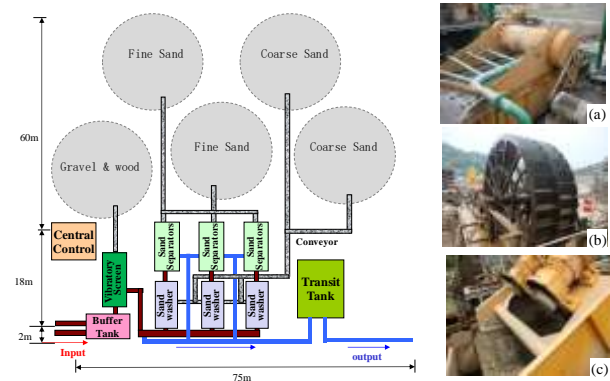 Fine Sand
Coarse Sand
(a)
60m
Fine Sand
Coarse Sand
Gravel & wood
(b)
Central
Control
Sand
Separators
Sand
Separators
Sand
Separators
Conveyor
Vibratory
Screen
18m
Sand
washer
Sand
washer
Sand
washer
Transit
Tank
Buffer
Tank
2m
Input
output
75m
(c)